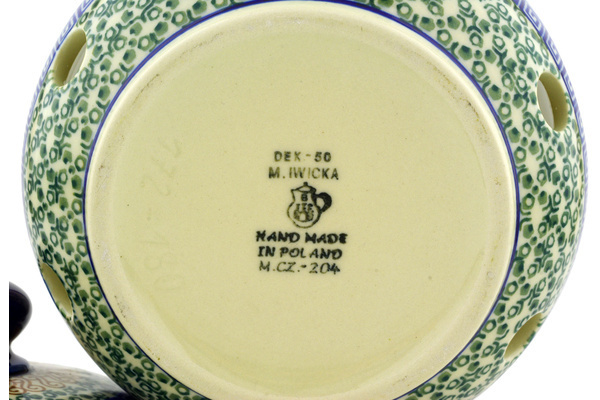 DEK-50
M.IWICKA
HAND MADE
IN POLAND
M.CZ.-204